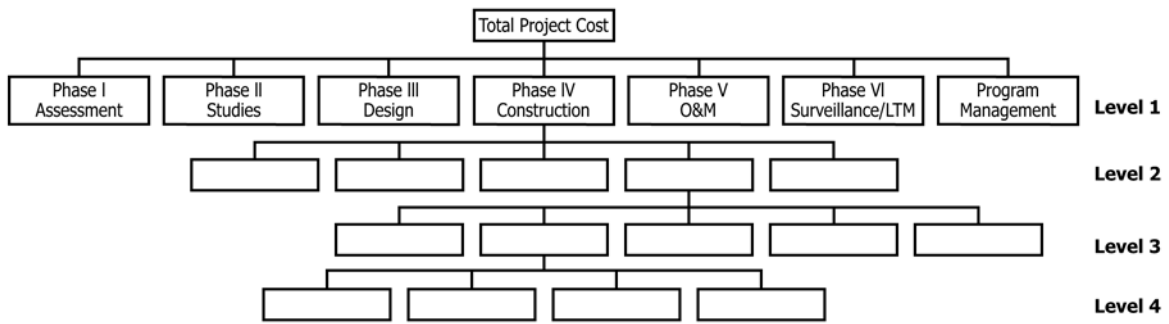 Total Project Cost
Phase I
Assessment
Phase II
Studies
Phase III
Design
Phase IV
Construction
Phase V
O&M
Phase VI
Surveillance/LTM
Program
Management
Level 1
Level 2
Level 3
Level 4